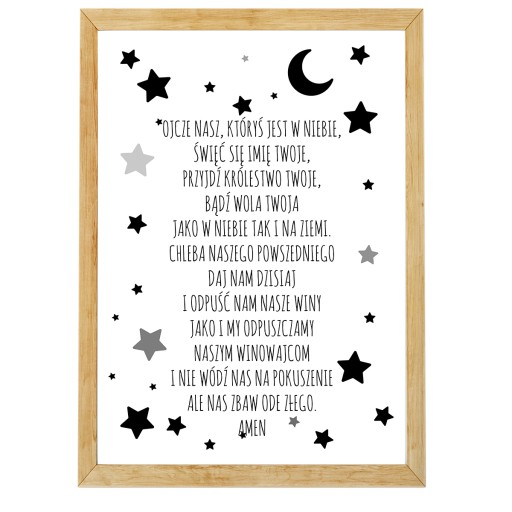 OJCZE NASZ, KTÓRYŚ JEST W NIEBIE,
ŚWIĘĆ SIĘ IMIĘ TWOJE,
PRZYJDŹ KRÓLESTWO TWOJE,
BĄDŹ WOLA TWOJA
JAKO W NIEBIE TAK I NA ZIEMI.
CHLEBA NASZEGO POWSZEDNIEGO
DAJ NAM DZISIAJ
I ODPUŚĆ NAM NASZE WINY
JAKO I MY ODPUSZCZAMY
NASZYM WINOWAJCOM
I NIE WÓDŹ NAS NA POKUSZENIE
ALE NAS ZBAW ODE ZŁEGO.
AMEN